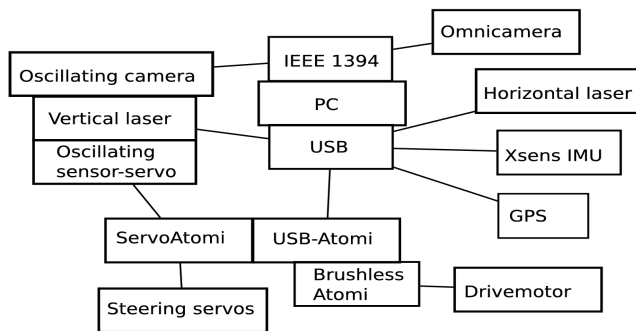 Omnicamera
IEEE 1394
Oscillating camera
PC
Horizontal laser
Vertical laser
USB
Oscillating
sensor-servo
Xsens IMU
GPS
ServoAtomi
USB-Atomi
Brushless
Atomi
Drivemotor
Steering servos